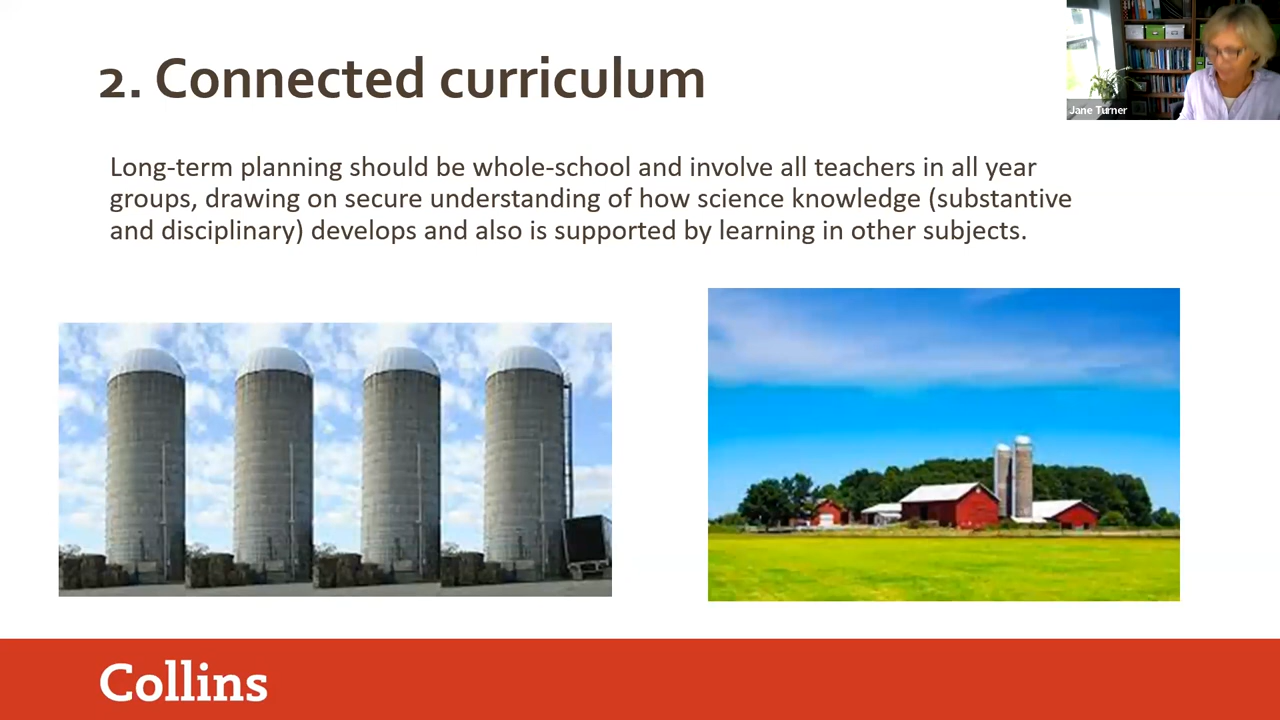 2. Connected curriculum
Jane Turner
Long-term planning should be whole-school and involve all teachers in all year
groups, drawing on secure understanding of how science knowledge (substantive
and disciplinary) develops and also is supported by learning in other subjects.
Collins